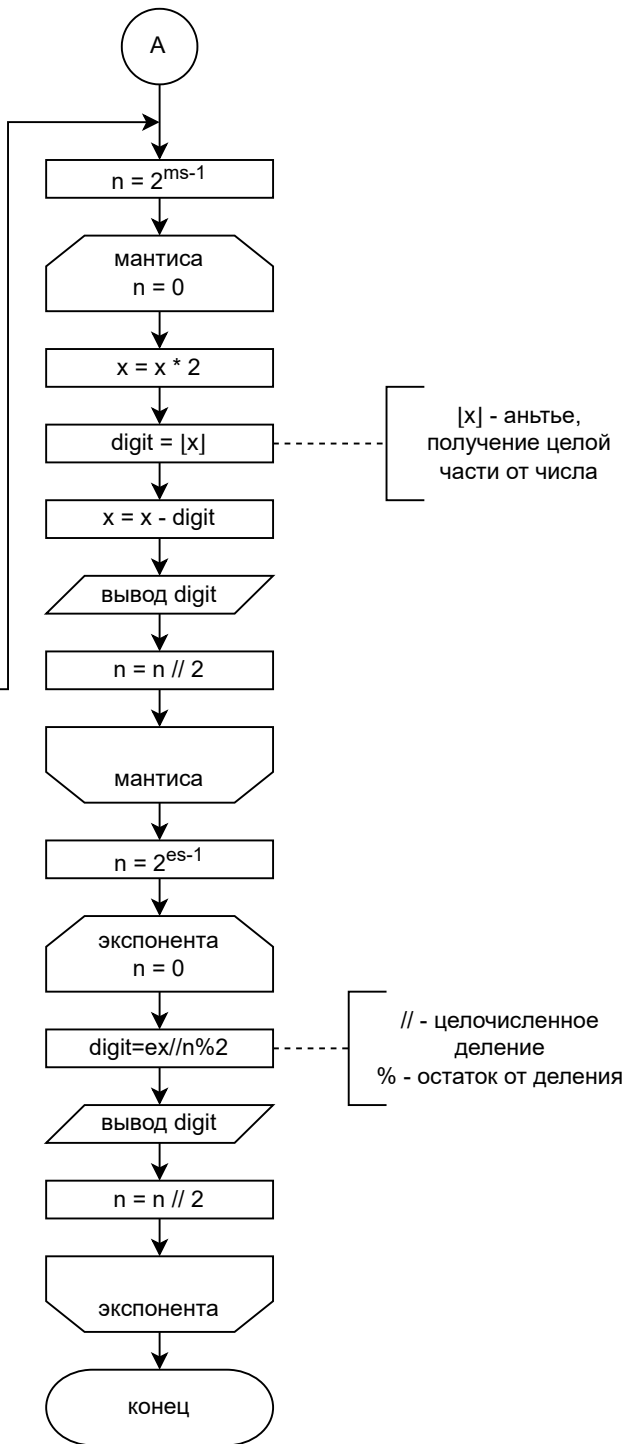 A
n = 2^ms-1
мантиса
n = 0
x = x * 2
digit = ⌊x⌋
⌊x⌋ - аньтье,
получение целой
части от числа
x = x - digit
вывод digit
n = n // 2
мантиса
n = 2^es-1
экспонента
n = 0
digit=ex//n%2
// - целочисленное
деление
% - остаток от деления
вывод digit
n = n // 2
экспонента
конец